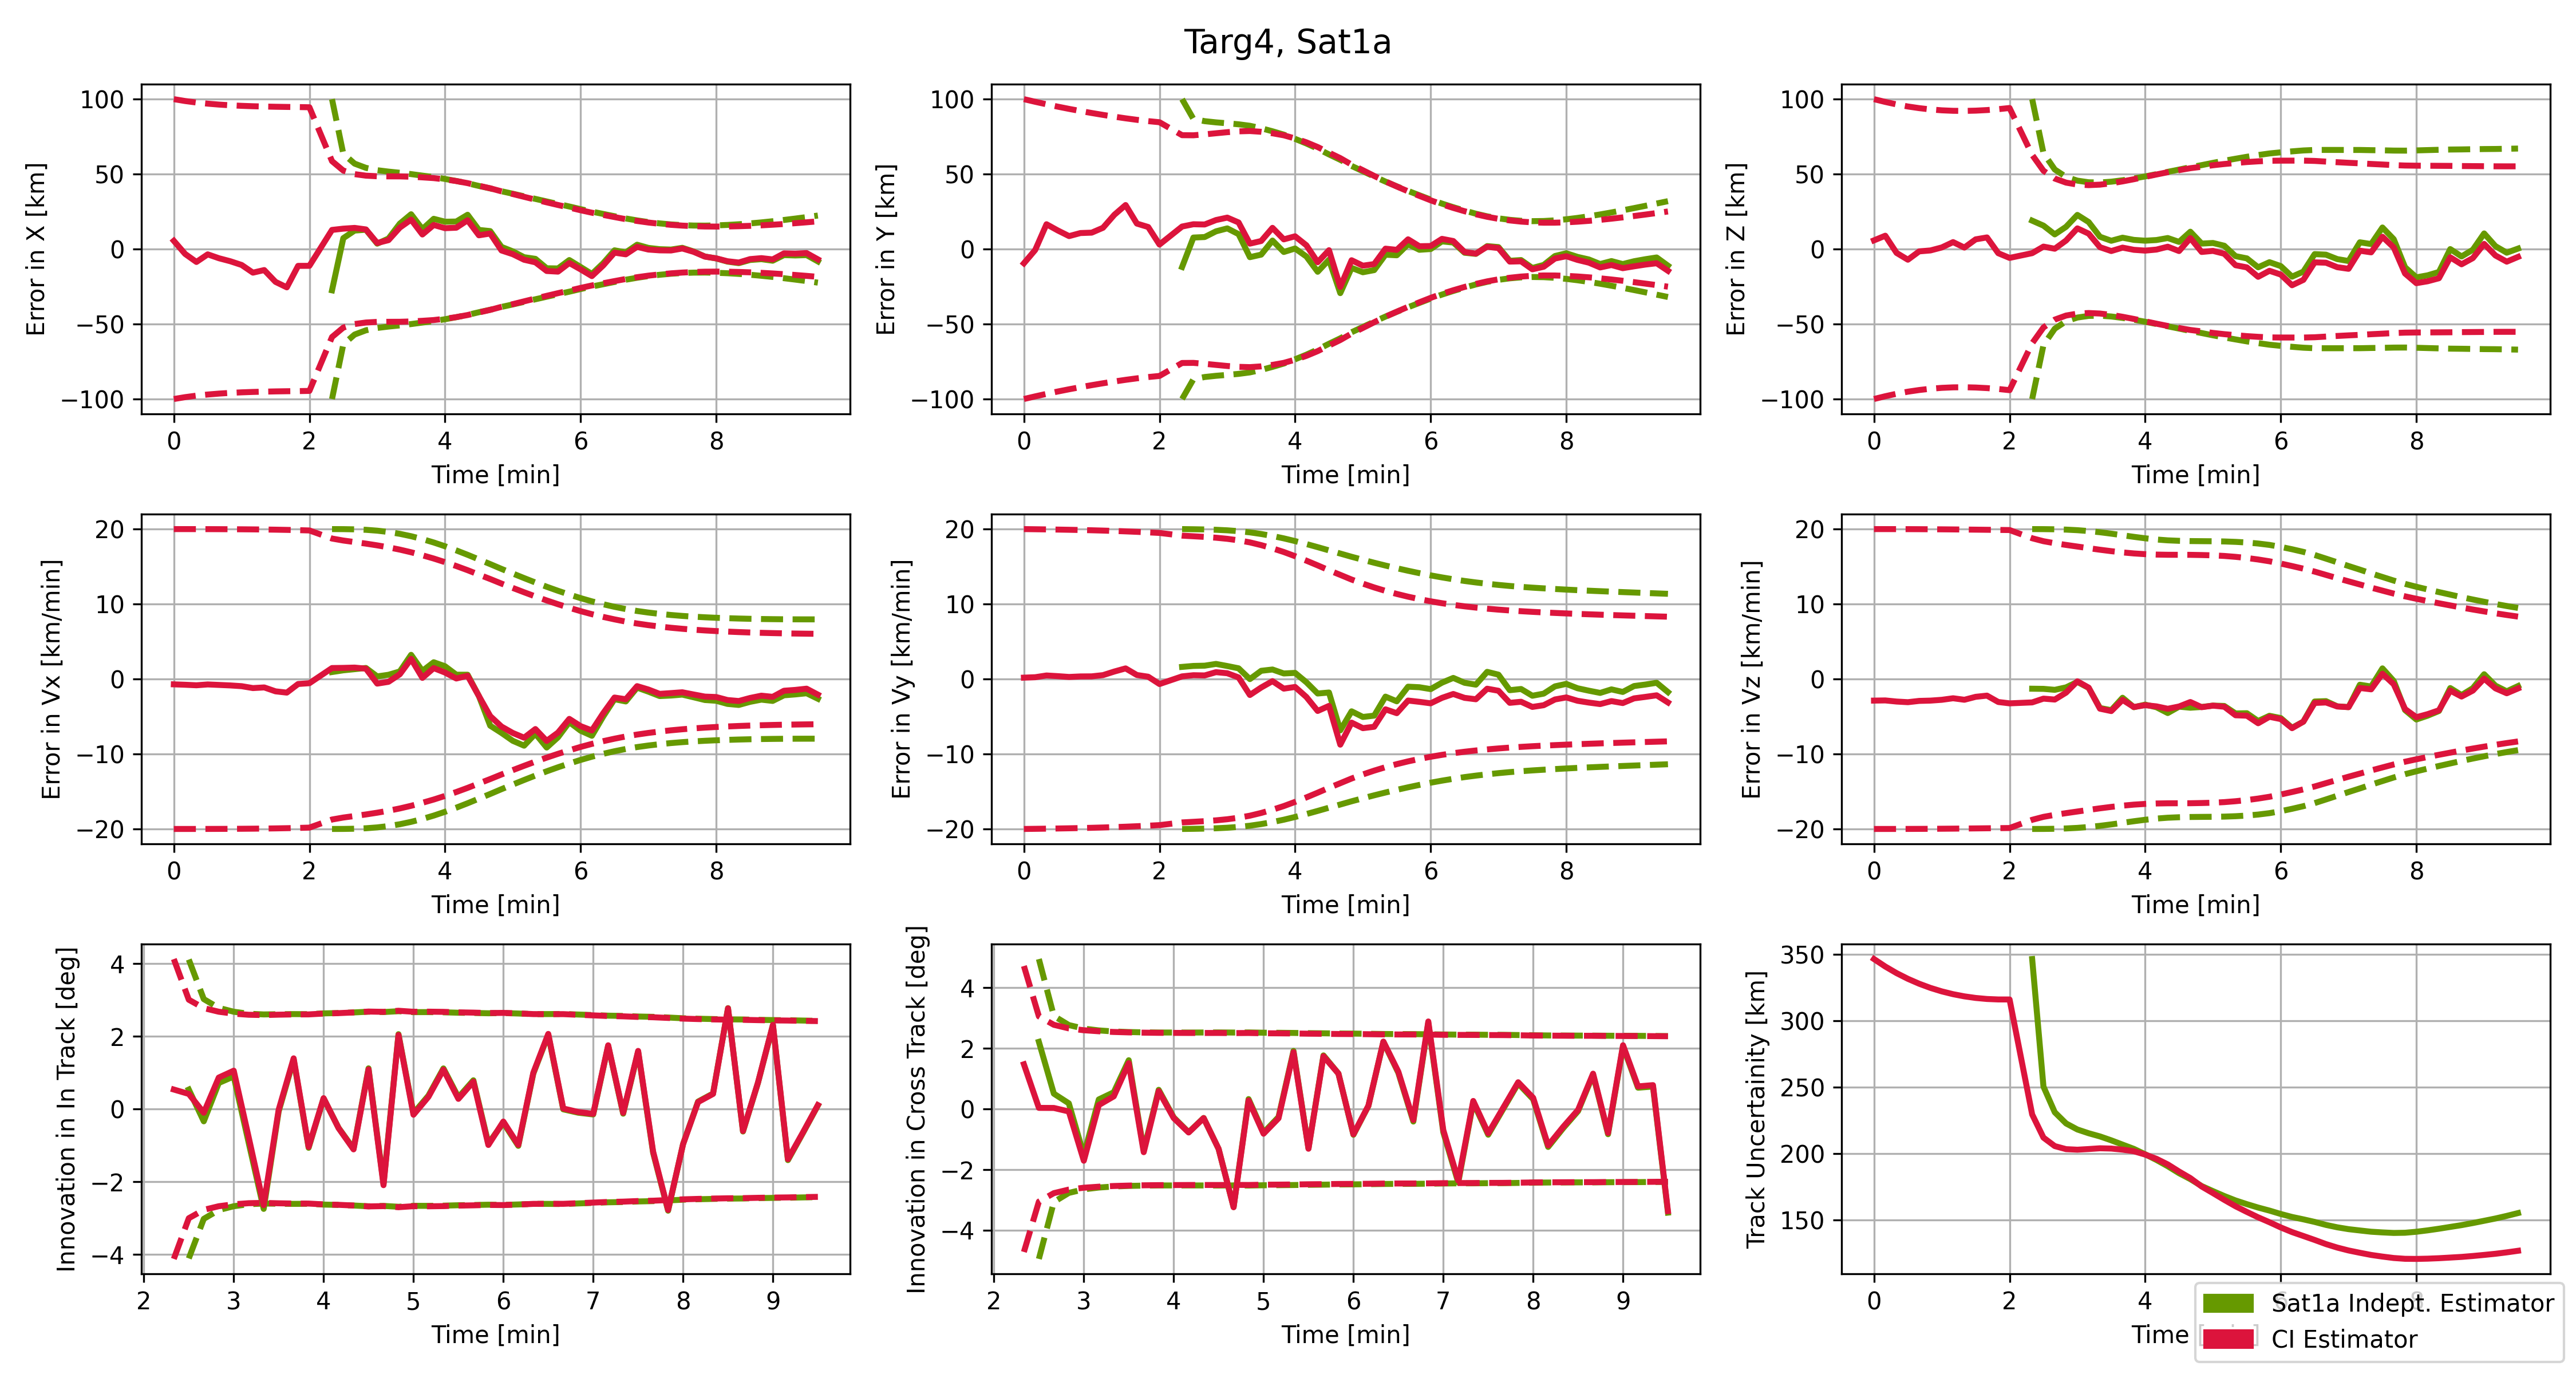 Targ4, Sat1a
Error in X [km]
100
50
0
−50
−100
0 2 4 6 8
Time [min]
Error in Y [km]
100
50
0
−50
−100
0 2 4 6 8
Time [min]
Error in Z [km]
100
50
0
−50
−100
0 2 4 6 8
Time [min]
Error in Vx [km/min]
20
10
0
−10
−20
0 2 4 6 8
Time [min]
Error in Vy [km/min]
20
10
0
−10
−20
0 2 4 6 8
Time [min]
Error in Vz [km/min]
20
10
0
−10
−20
0 2 4 6 8
Time [min]
Innovation in In Track [deg]
4
2
0
−2
−4
2 3 4 5 6 7 8 9
Time [min]
Innovation in Cross Track [deg]
4
2
0
−2
−4
2 3 4 5 6 7 8 9
Time [min]
Track Uncertainity [km]
350
300
250
200
150
0 2 4 6 8
Time
Sat1a Indept. Estimator
CI Estimator